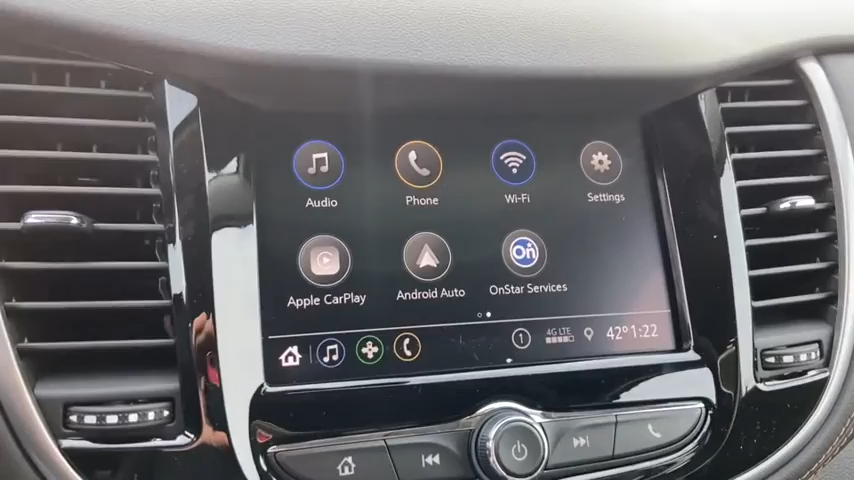 Audio Phone Wi-Fi Settings
On
Apple CarPlay Android Auto OnStar Services
1 4G LTE 42° 1:22